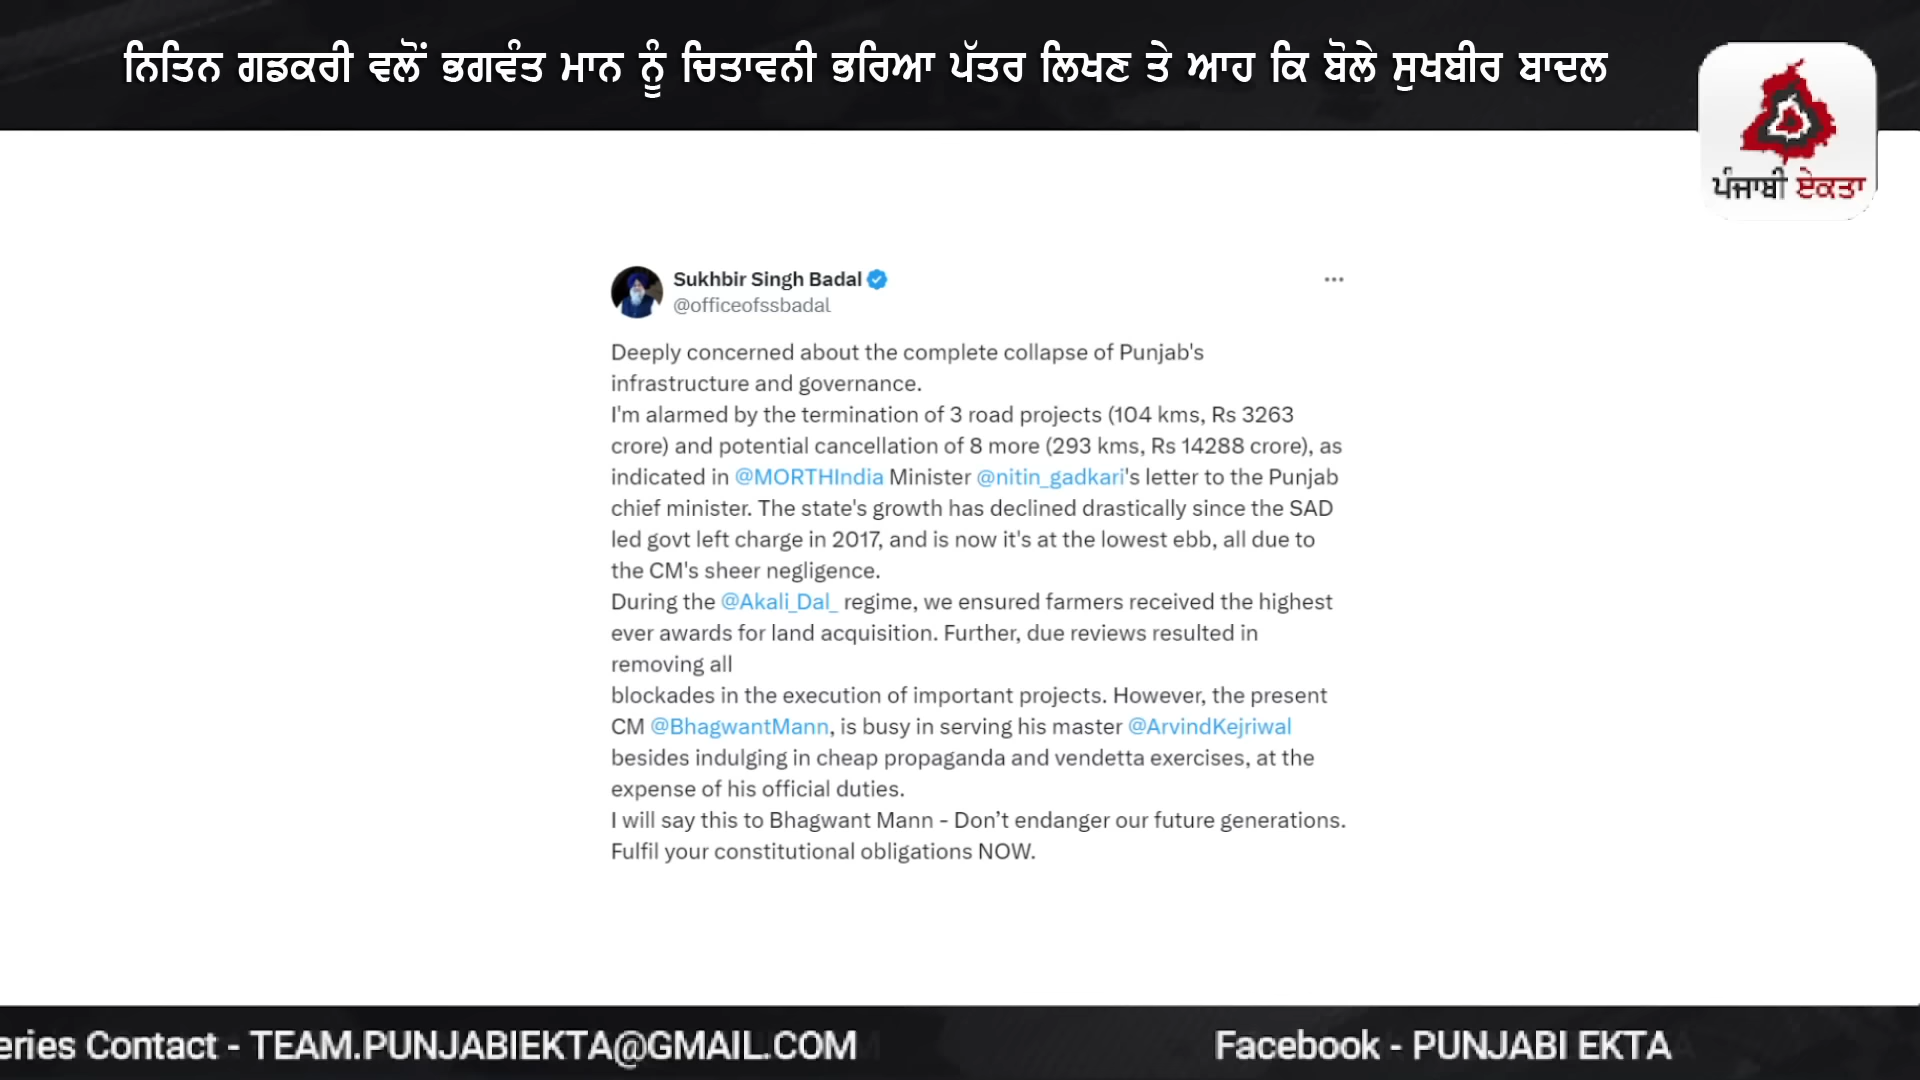 ਨਿਤਿਨ ਗਡਕਰੀ ਵਲੋਂ ਭਗਵੰਤ ਮਾਨ ਨੂੰ ਚਿਤਾਵਨੀ ਭਰਿਆ ਪੱਤਰ ਲਿਖਣ ਤੇ ਆਹ ਕਿ ਬੋਲੇ ਸੁਖਬੀਰ ਬਾਦਲ
ਪੰਜਾਬੀ ਏਕਤਾ
Sukhbir Singh Badal
@officeofssbadal
Deeply concerned about the complete collapse of Punjab's
infrastructure and governance.
I'm alarmed by the termination of 3 road projects (104 kms, Rs 3263
crore) and potential cancellation of 8 more (293 kms, Rs 14288 crore), as
indicated in @MORTHIndia Minister @nitin_gadkari's letter to the Punjab
chief minister. The state's growth has declined drastically since the SAD
led govt left charge in 2017, and is now it's at the lowest ebb, all due to
the CM's sheer negligence.
During the @Akali_Dal_ regime, we ensured farmers received the highest
ever awards for land acquisition. Further, due reviews resulted in
removing all
blockades in the execution of important projects. However, the present
CM @BhagwantMann, is busy in serving his master @ArvindKejriwal
besides indulging in cheap propaganda and vendetta exercises, at the
expense of his official duties.
I will say this to Bhagwant Mann - Don’t endanger our future generations.
Fulfil your constitutional obligations NOW.
eries Contact - TEAM.PUNJABIEKTA@GMAIL.COM
Facebook - PUNJABI EKTA